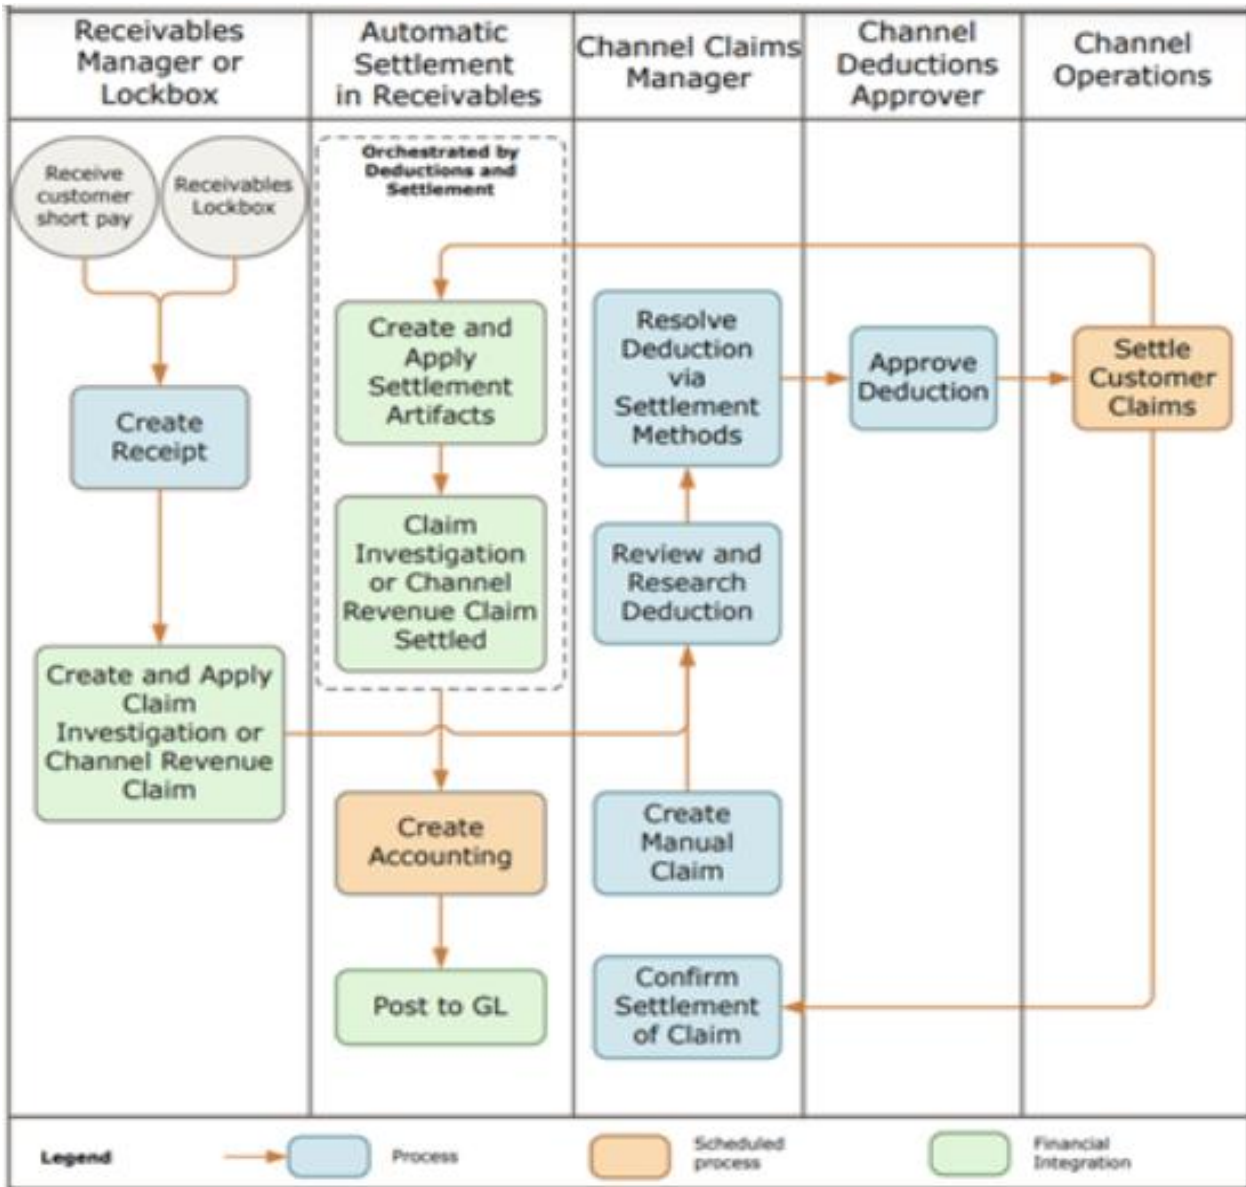 Receivables
Manager or
Lockbox
Automatic
Settlement
in Receivables
Channel Claims
Manager
Channel
Deductions
Approver
Channel
Operations
Receive
customer
short pay
Receivables
Lockbox
Create
Receipt
Create and Apply
Claim
Investigation or
Channel Revenue
Claim
Orchestrated by
Deductions and
Settlement
Create and
Apply
Settlement
Artifacts
Claim
Investigation
or Channel
Revenue Claim
Settled
Create
Accounting
Post to GL
Resolve
Deduction
via
Settlement
Methods
Review and
Research
Deduction
Create
Manual
Claim
Confirm
Settlement
of Claim
Approve
Deduction
Settle
Customer
Claims
Legend
Process
Scheduled
process
Financial
Integration